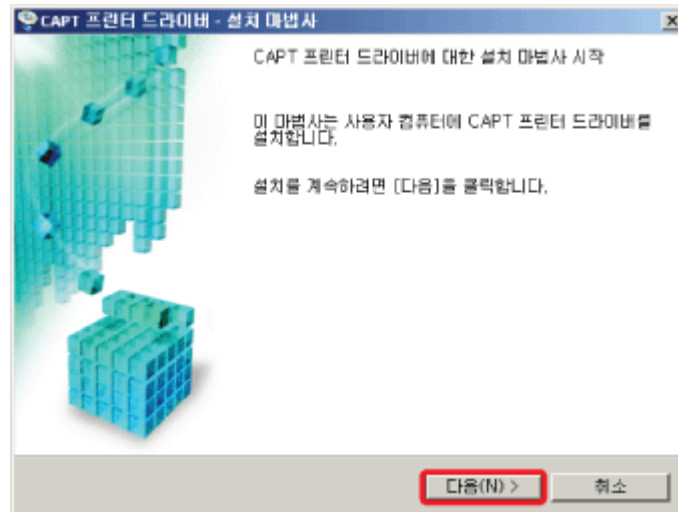 CAPT 프린터 드라이버 - 설치 마법사
CAPT 프린터 드라이버에 대한 설치 마법사 시작
이 마법사는 사용자 컴퓨터에 CAPT 프린터 드라이버를
설치합니다.
설치를 계속하려면 [다음]을 클릭합니다.
다음(N) >
취소